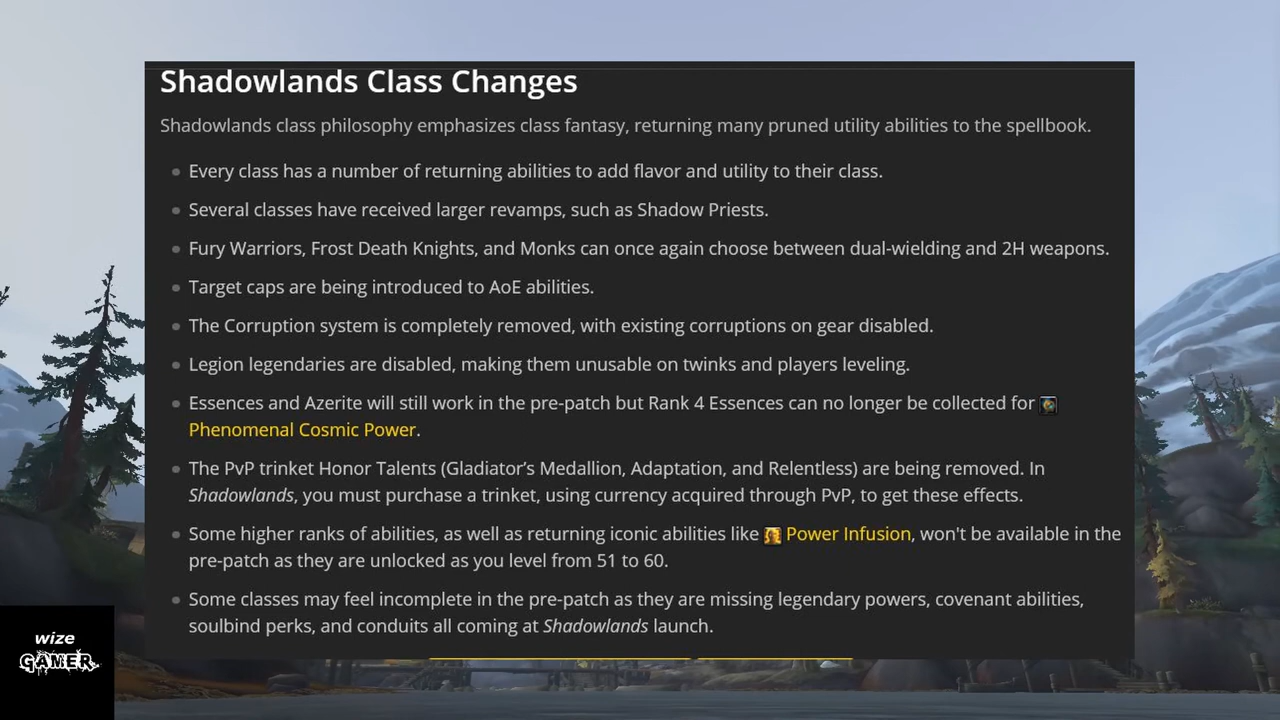 Shadowlands Class Changes
Shadowlands class philosophy emphasizes class fantasy, returning many pruned utility abilities to the spellbook.
Every class has a number of returning abilities to add flavor and utility to their class.
Several classes have received larger revamps, such as Shadow Priests.
Fury Warriors, Frost Death Knights, and Monks can once again choose between dual-wielding and 2H weapons.
Target caps are being introduced to AoE abilities.
The Corruption system is completely removed, with existing corruptions on gear disabled.
Legion legendaries are disabled, making them unusable on twinks and players leveling.
Essences and Azerite will still work in the pre-patch but Rank 4 Essences can no longer be collected for
Phenomenal Cosmic Power.
The PvP trinket Honor Talents (Gladiator’s Medallion, Adaptation, and Relentless) are being removed. In
Shadowlands, you must purchase a trinket, using currency acquired through PvP, to get these effects.
Some higher ranks of abilities, as well as returning iconic abilities like Power Infusion, won't be available in the
pre-patch as they are unlocked as you level from 51 to 60.
Some classes may feel incomplete in the pre-patch as they are missing legendary powers, covenant abilities,
soulbind perks, and conduits all coming at Shadowlands launch.
wize
GAMER